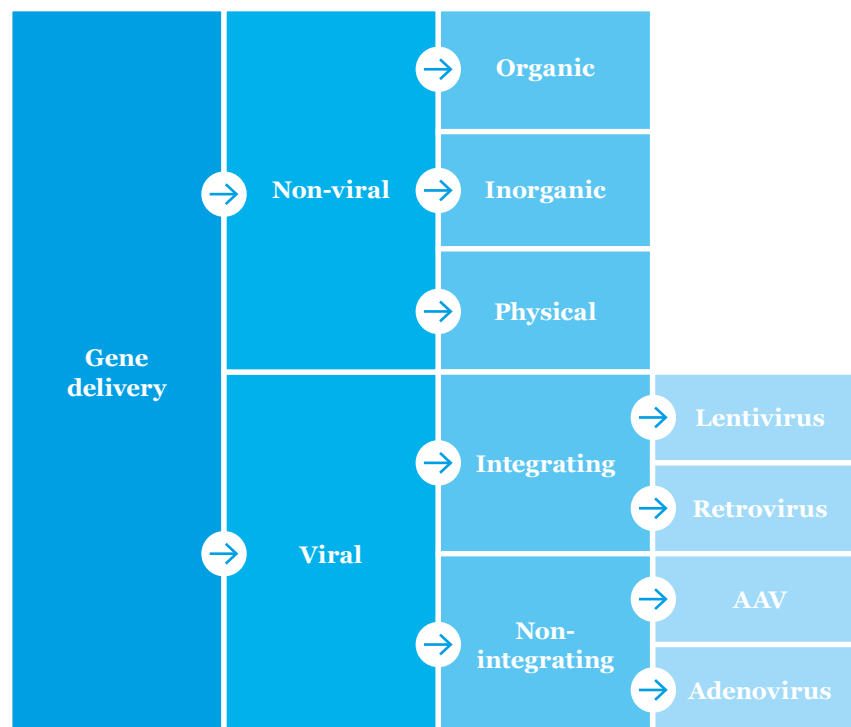 Organic
Non-viral
Inorganic
Physical
Gene
delivery
Lentivirus
Integrating
Retrovirus
Viral
AAV
Non-
integrating
Adenovirus